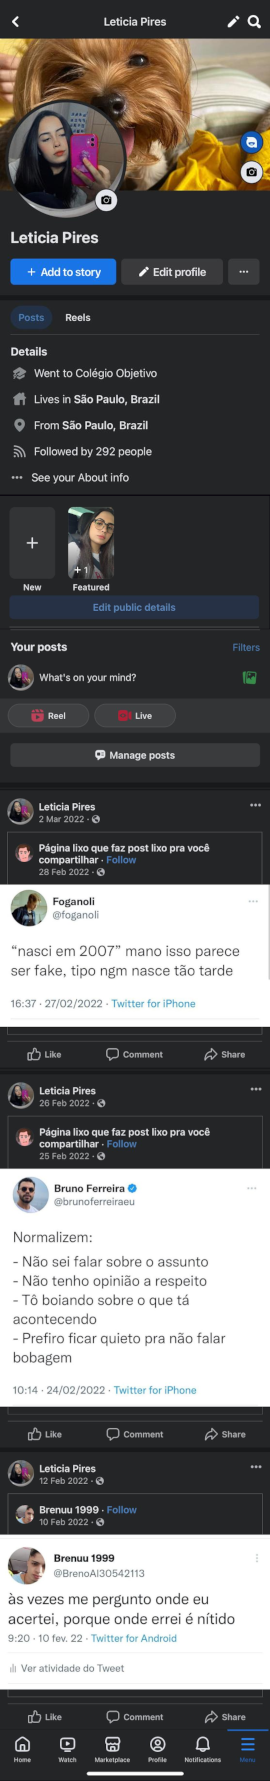 Leticia Pires
Leticia Pires
+ Add to story
Edit profile
...
Posts
Reels
Details
Went to Colégio Objetivo
Lives in São Paulo, Brazil
From São Paulo, Brazil
Followed by 292 people
... See your About info
+ 1
New
Featured
Edit public details
Your posts
Filters
What's on your mind?
Reel
Live
Manage posts
Leticia Pires
2 Mar 2022 ·
Página lixo que faz post lixo pra você
compartilhar · Follow
28 Feb 2022 ·
Foganoli
@foganoli
“nasci em 2007” mano isso parece
ser fake, tipo ngm nasce tão tarde
16:37 · 27/02/2022 · Twitter for iPhone
Like
Comment
Share
Leticia Pires
26 Feb 2022 ·
Página lixo que faz post lixo pra você
compartilhar · Follow
25 Feb 2022 ·
Bruno Ferreira
@brunoferreiraeu
Normalizem:
- Não sei falar sobre o assunto
- Não tenho opinião a respeito
- Tô boiando sobre o que tá
acontecendo
- Prefiro ficar quieto pra não falar
bobagem
10:14 · 24/02/2022 · Twitter for iPhone
Like
Comment
Share
Leticia Pires
12 Feb 2022 ·
Brenuu 1999 · Follow
10 Feb 2022 ·
Brenuu 1999
@BrenoAl30542113
às vezes me pergunto onde eu
acertei, porque onde errei é nítido
9:20 · 10 fev. 22 · Twitter for Android
Ver atividade do Tweet
Like
Comment
Share
Home
Watch
Marketplace
Profile
Notifications
Menu